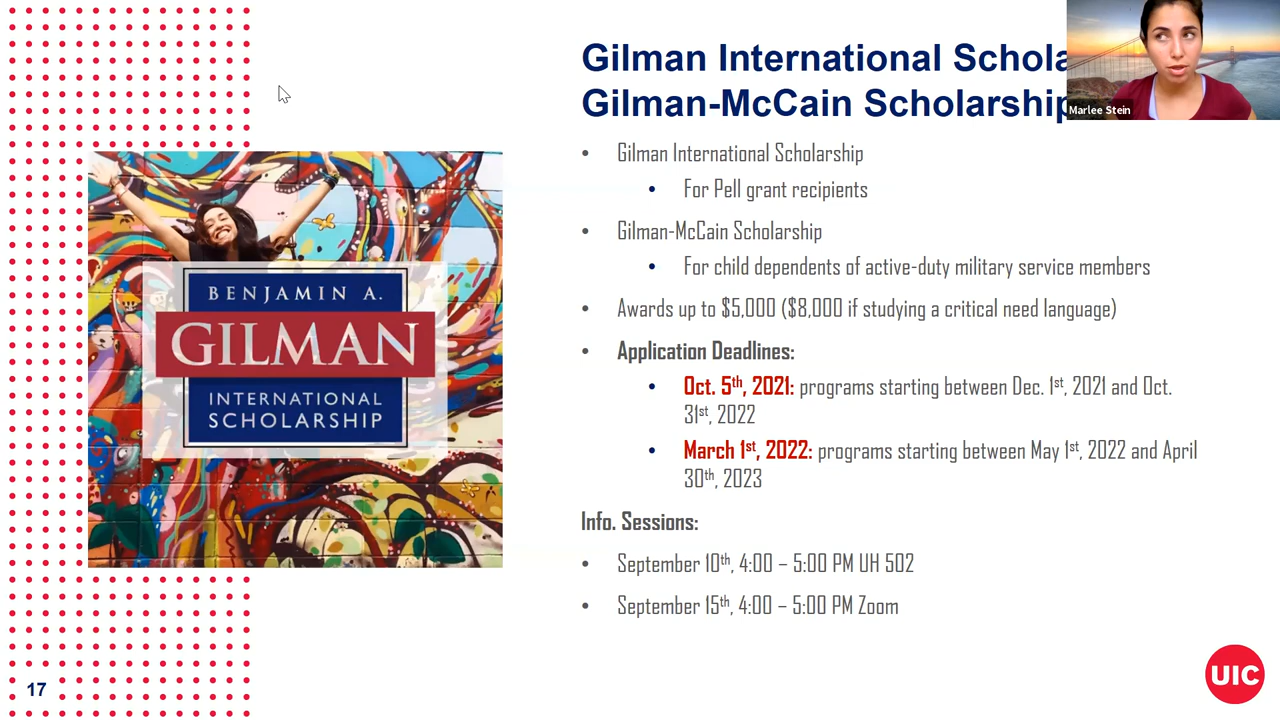 Gilman International Schola
Gilman-McCain Scholarship
Marlee Stein
• Gilman International Scholarship
• For Pell grant recipients
• Gilman-McCain Scholarship
• For child dependents of active-duty military service members
• Awards up to $5,000 ($8,000 if studying a critical need language)
• Application Deadlines:
• Oct. 5th, 2021: programs starting between Dec. 1st, 2021 and Oct.
31st, 2022
• March 1st, 2022: programs starting between May 1st, 2022 and April
30th, 2023
Info. Sessions:
• September 10th, 4:00 – 5:00 PM UH 502
• September 15th, 4:00 – 5:00 PM Zoom
BENJAMIN A.
GILMAN
INTERNATIONAL
SCHOLARSHIP
17
UIC